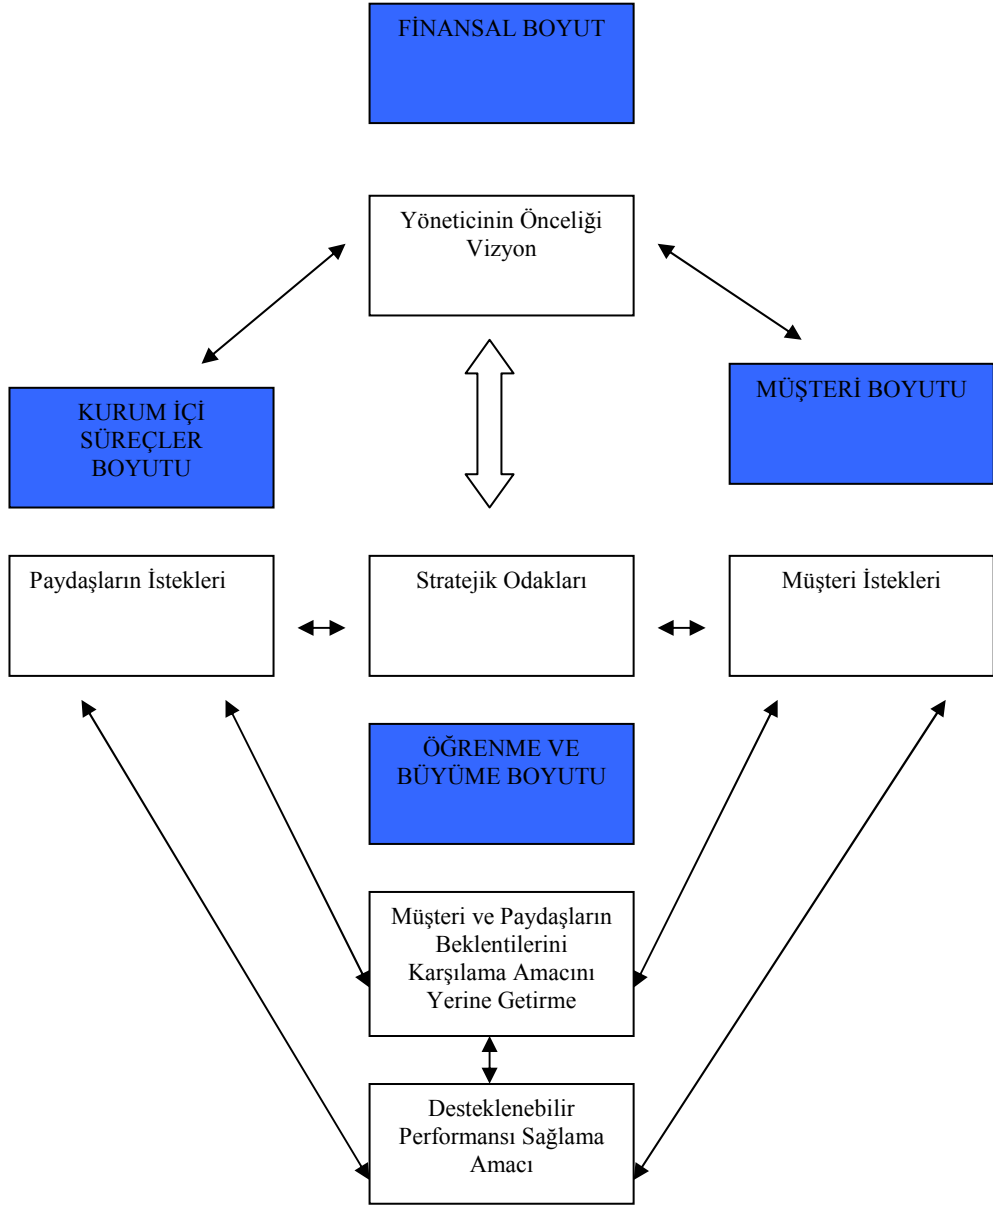 FİNANSAL BOYUT
Yöneticinin Önceliği
Vizyon
KURUM İÇİ
SÜREÇLER
BOYUTU
MÜŞTERİ BOYUTU
Paydaşların İstekleri
Stratejik Odakları
Müşteri İstekleri
ÖĞRENME VE
BÜYÜME BOYUTU
Müşteri ve Paydaşların
Beklentilerini
Karşılama Amacını
Yerine Getirme
Desteklenebilir
Performansı Sağlama
Amacı